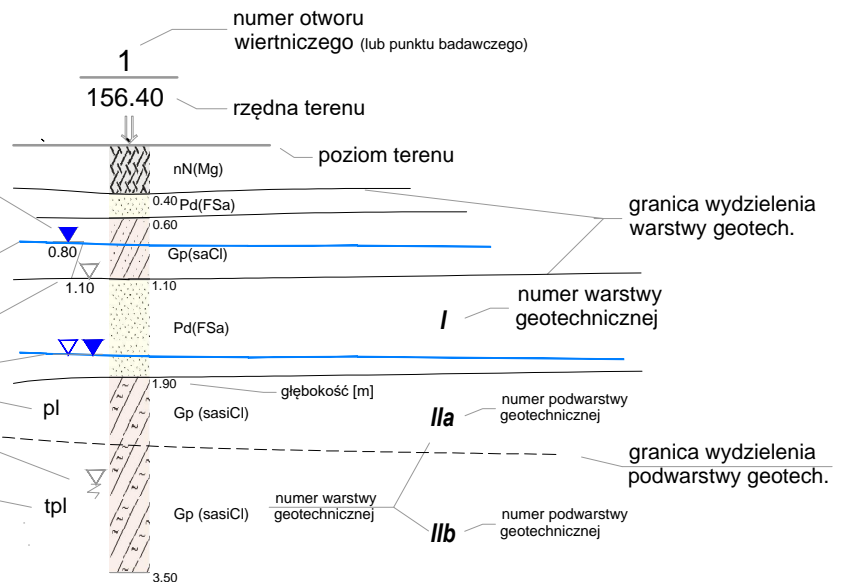 numer otworu
wiertniczego (lub punktu badawczego)
1
156.40
rzędna terenu
poziom terenu
nN(Mg)
0.40 Pd(FSa)
0.60
granica wydzielenia
warstwy geotech.
0.80
Gp(saCl)
1.10
1.10
I
numer warstwy
geotechnicznej
Pd(FSa)
1.90
głębokość [m]
pl
Gp (sasiCl)
IIa
numer podwarstwy
geotechnicznej
granica wydzielenia
podwarstwy geotech.
tpl
Gp (sasiCl)
numer warstwy
geotechnicznej
IIb
numer podwarstwy
geotechnicznej
3.50